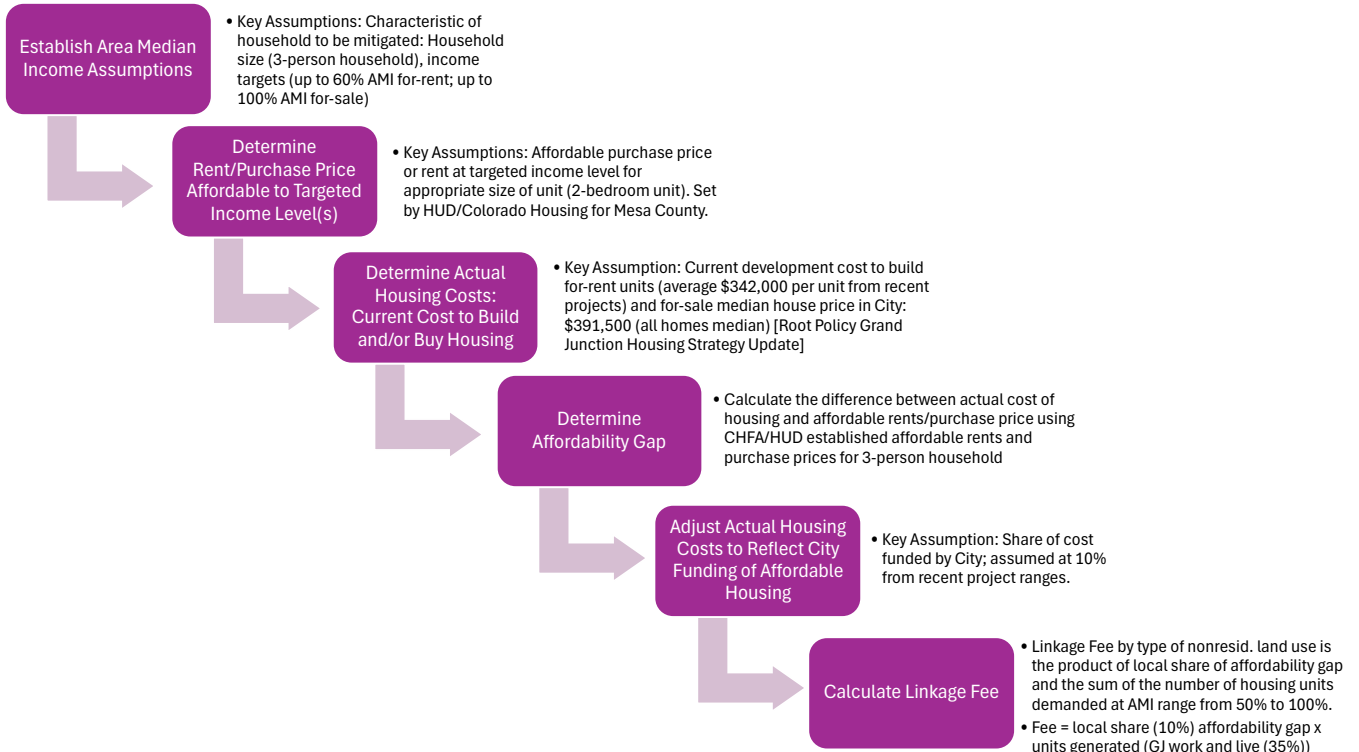 Establish Area Median
Income Assumptions
• Key Assumptions: Characteristic of
household to be mitigated: Household
size (3-person household), income
targets (up to 60% AMI for-rent; up to
100% AMI for-sale)
Determine
Rent/Purchase Price
Affordable to Targeted
Income Level(s)
• Key Assumptions: Affordable purchase price
or rent at targeted income level for
appropriate size of unit (2-bedroom unit). Set
by HUD/Colorado Housing for Mesa County.
Determine Actual
Housing Costs:
Current Cost to Build
and/or Buy Housing
• Key Assumption: Current development cost to build
for-rent units (average $342,000 per unit from recent
projects) and for-sale median house price in City:
$391,500 (all homes median) [Root Policy Grand
Junction Housing Strategy Update]
Determine
Affordability Gap
• Calculate the difference between actual cost of
housing and affordable rents/purchase price using
CHFA/HUD established affordable rents and
purchase prices for 3-person household
Adjust Actual Housing
Costs to Reflect City
Funding of Affordable
Housing
• Key Assumption: Share of cost
funded by City; assumed at 10%
from recent project ranges.
Calculate Linkage Fee
• Linkage Fee by type of nonresid. land use is
the product of local share of affordability gap
and the sum of the number of housing units
demanded at AMI range from 50% to 100%.
• Fee = local share (10%) affordability gap x
units generated (GJ work and live (35%))